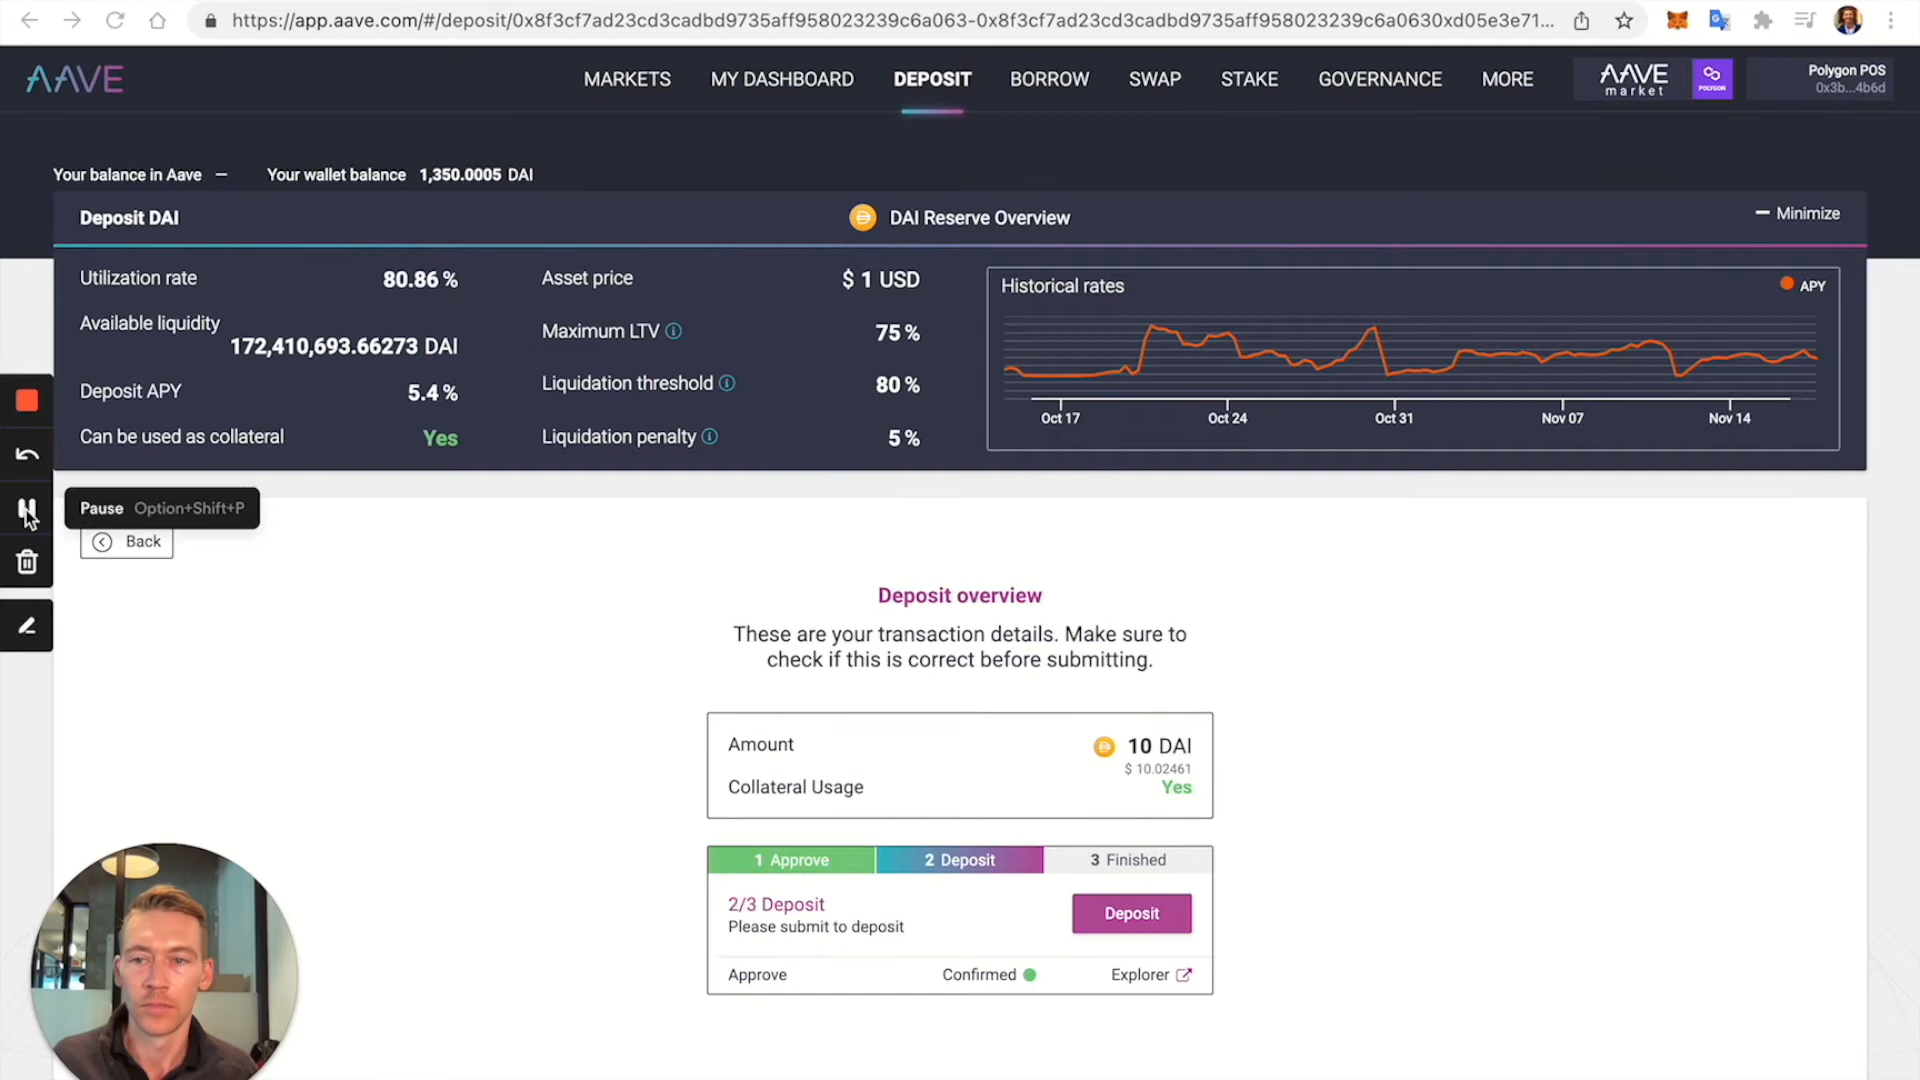 https://app.aave.com/#/deposit/0x8f3cf7ad23cd3cadbd9735aff958023239c6a063-0x8f3cf7ad23cd3cadbd9735aff958023239c6a0630xd05e3e71...
AAVE
MARKETS
MY DASHBOARD
DEPOSIT
BORROW
SWAP
STAKE
GOVERNANCE
MORE
AAVE
market
POLYGON
Polygon POS
0x3b...4b6d
Your balance in Aave –
Your wallet balance 1,350.0005 DAI
Deposit DAI
DAI Reserve Overview
Minimize
Utilization rate 80.86 %
Available liquidity
172,410,693.66273 DAI
Deposit APY 5.4 %
Can be used as collateral Yes
Asset price $ 1 USD
Maximum LTV 75 %
Liquidation threshold 80 %
Liquidation penalty 5 %
Historical rates
APY
Oct 17 Oct 24 Oct 31 Nov 07 Nov 14
Pause Option+Shift+P
Back
Deposit overview
These are your transaction details. Make sure to
check if this is correct before submitting.
Amount 10 DAI
$ 10.02461
Collateral Usage Yes
1 Approve 2 Deposit 3 Finished
2/3 Deposit
Please submit to deposit
Deposit
Approve Confirmed Explorer